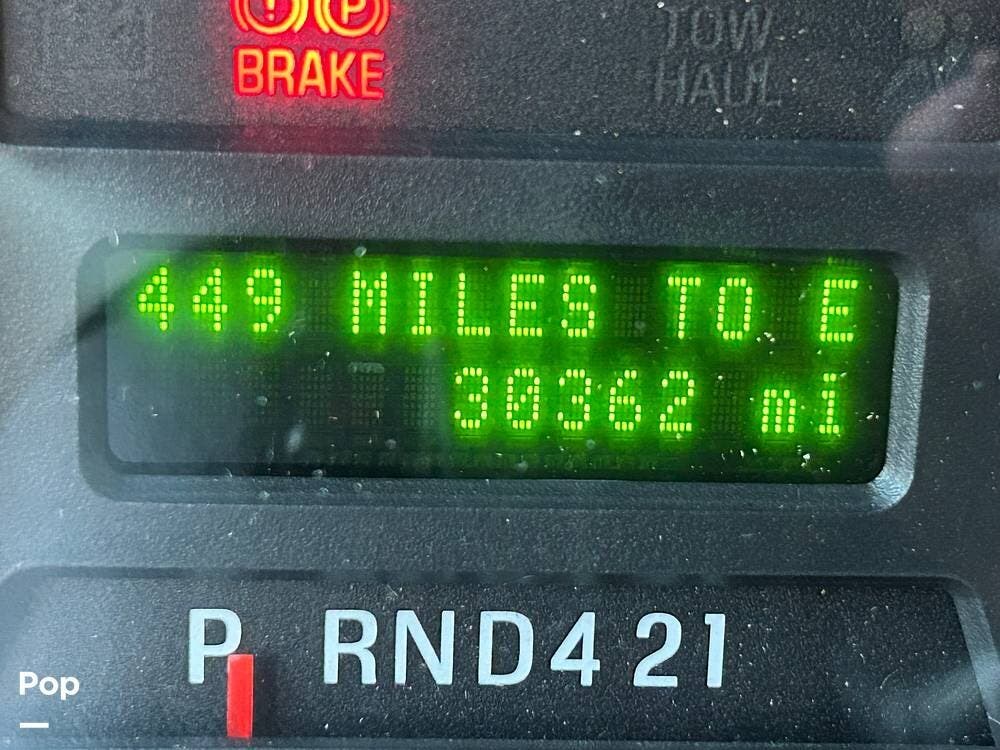 BRAKE
TOW
HAUL
449 MILES TO E
30362 mi
P RND421
Pop